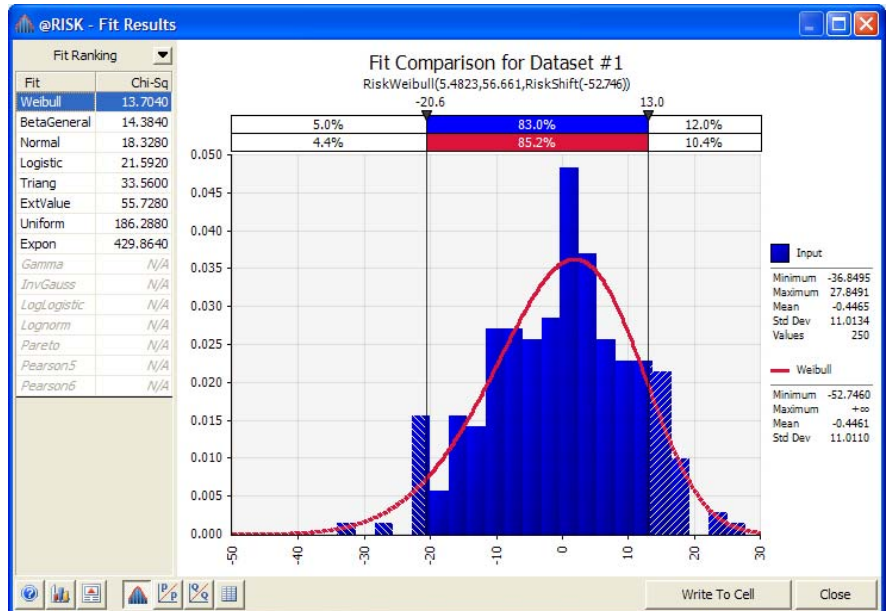 @RISK - Fit Results
Fit Ranking
Fit Chi-Sq
Weibull 13.7040
BetaGeneral 14.3840
Normal 18.3280
Logistic 21.5920
Triang 33.5600
ExtValue 55.7280
Uniform 186.2880
Expon 429.8640
Gamma N/A
InvGauss N/A
LogLogistic N/A
Lognorm N/A
Pareto N/A
Pearson5 N/A
Pearson6 N/A
Fit Comparison for Dataset #1
RiskWeibull(5.4823,56.661,RiskShift(-52.746))
-20.6 13.0
5.0% 83.0% 12.0%
4.4% 85.2% 10.4%
0.050
0.045
0.040
0.035
0.030
0.025
0.020
0.015
0.010
0.005
0.000
-50 -40 -30 -20 -10 0 10 20 30
Input
Minimum -36.8495
Maximum 27.8491
Mean -0.4465
Std Dev 11.0134
Values 250
Weibull
Minimum -52.7460
Maximum +∞
Mean -0.4461
Std Dev 11.0110
P/P
Q/Q
Write To Cell
Close